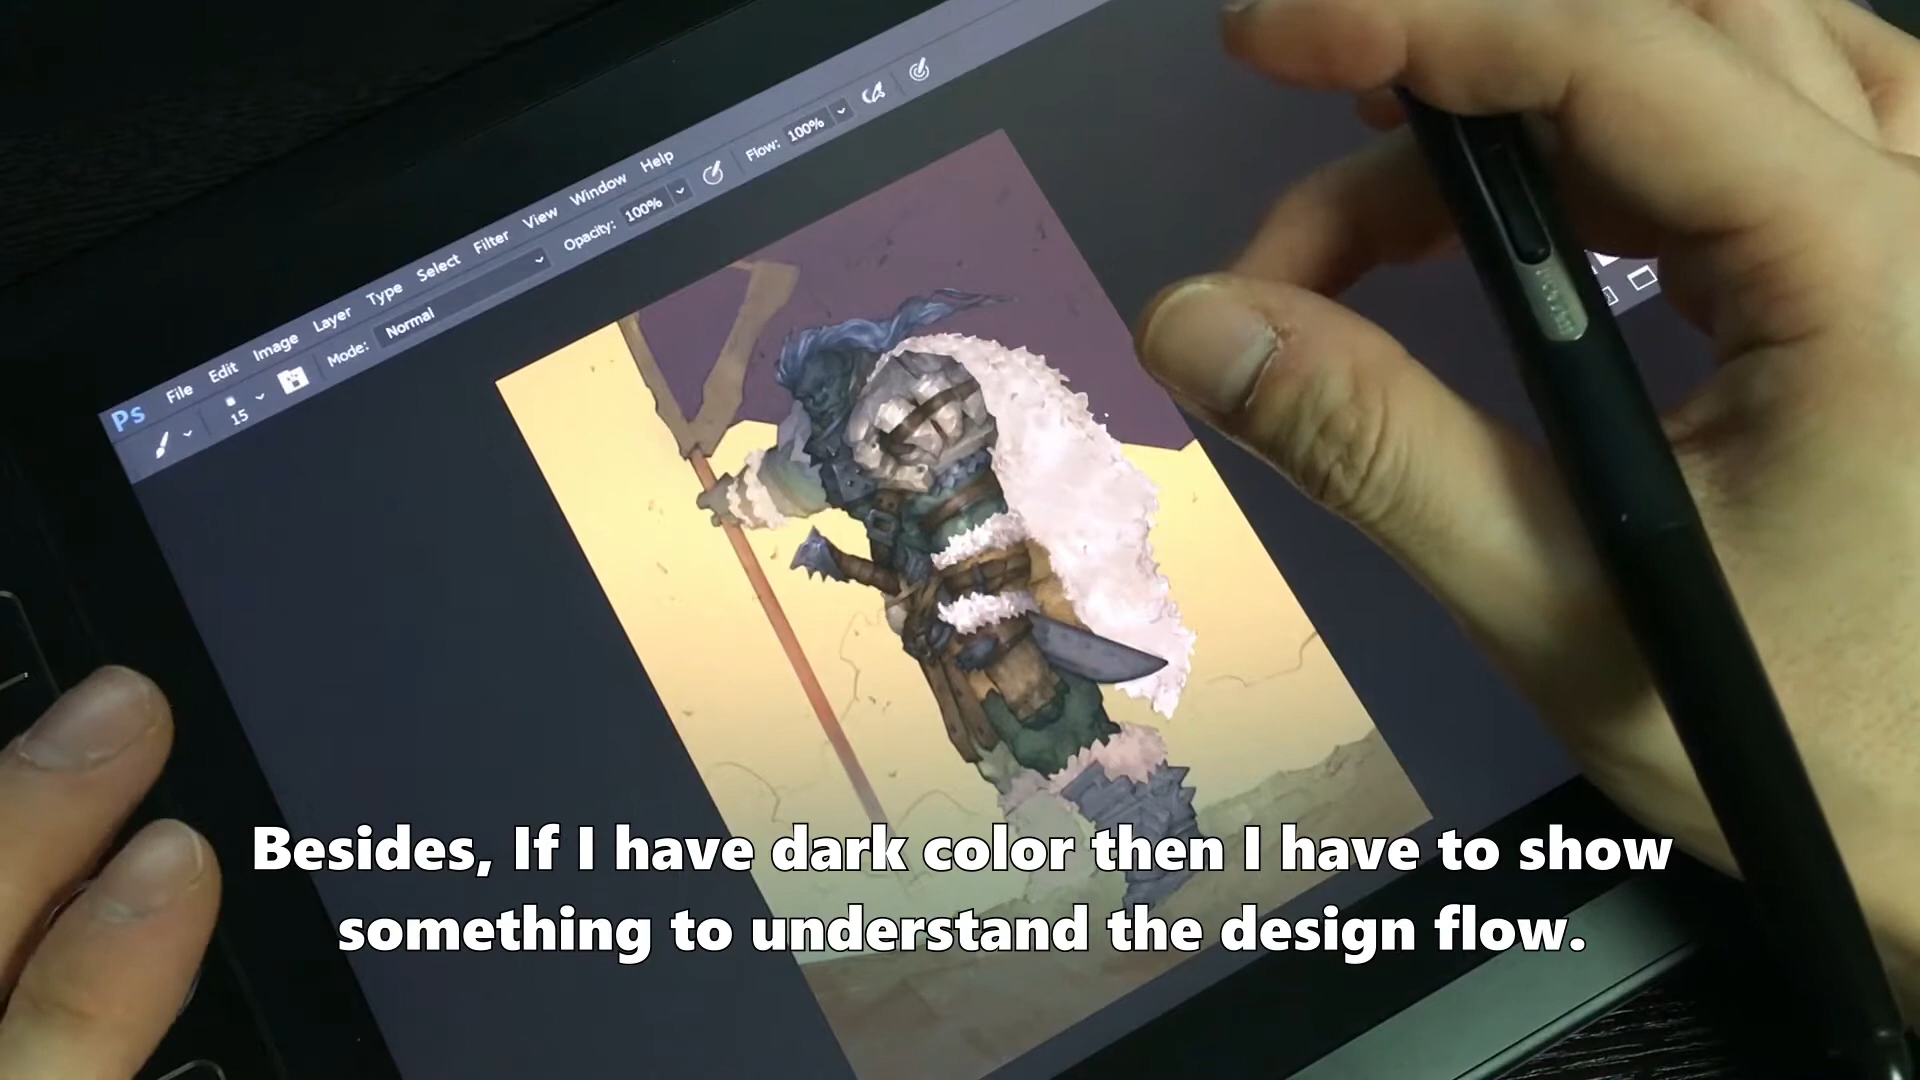 Ps File Edit Image Layer Type Select Filter View Window Help
15 Mode: Normal Opacity: 100% Flow: 100%
Besides, If I have dark color then I have to show
something to understand the design flow.